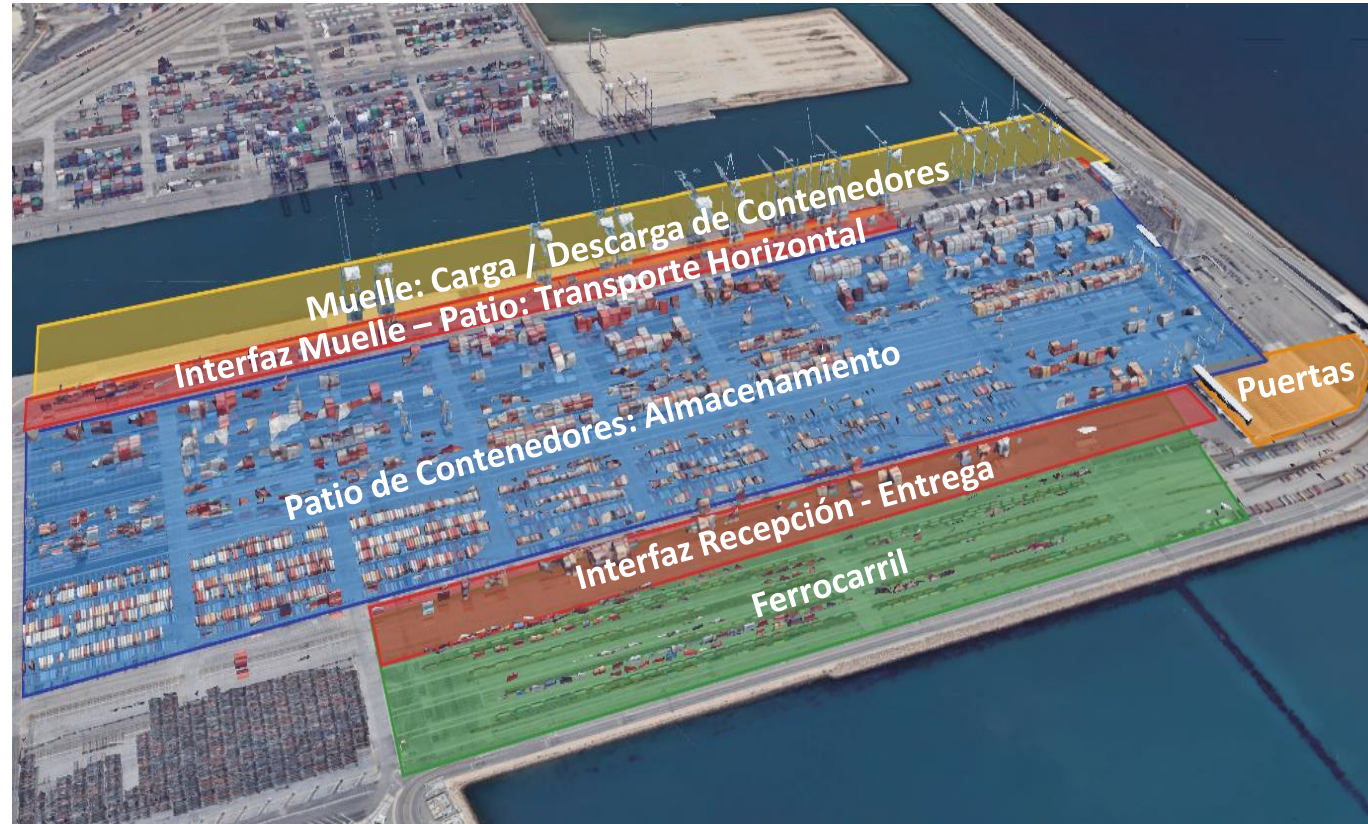 Muelle: Carga / Descarga de Contenedores
Interfaz Muelle – Patio: Transporte Horizontal
Patio de Contenedores: Almacenamiento
Puertas
Interfaz Recepción - Entrega
Ferrocarril